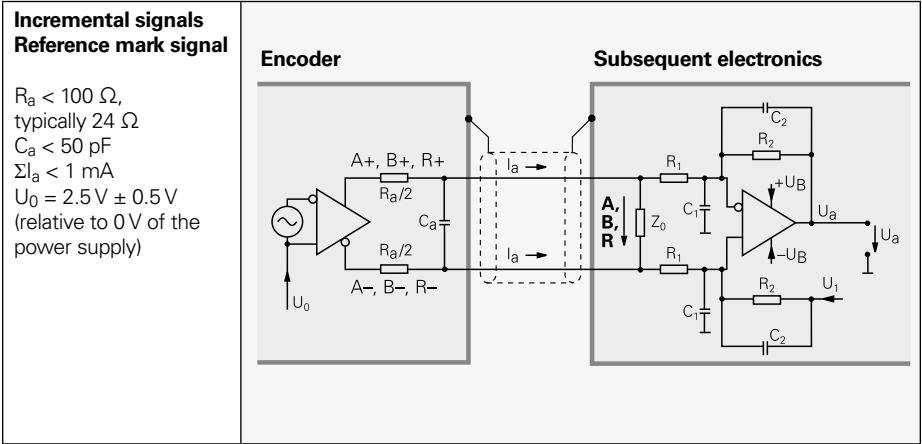 Incremental signals
Reference mark signal
Rₐ < 100 Ω,
typically 24 Ω
Cₐ < 50 pF
ΣIₐ < 1 mA
U₀ = 2.5 V ± 0.5 V
(relative to 0 V of the
power supply)
Encoder
Subsequent electronics
A+, B+, R+
Rₐ/2
Cₐ
Rₐ/2
A–, B–, R–
U₀
Iₐ
Iₐ
A,
B,
R
Z₀
R₁
C₁
R₁
C₁
C₂
R₂
+U_B
–U_B
Uₐ
Uₐ
R₂
U₁
C₂